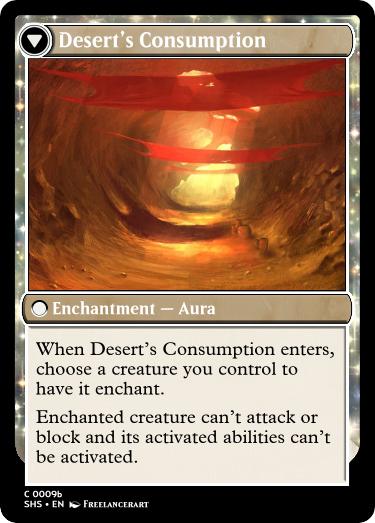 Desert's Consumption
Enchantment — Aura
When Desert's Consumption enters,
choose a creature you control to
have it enchant.
Enchanted creature can't attack or
block and its activated abilities can't
be activated.
C 0009b
SHS • EN Freelancerart